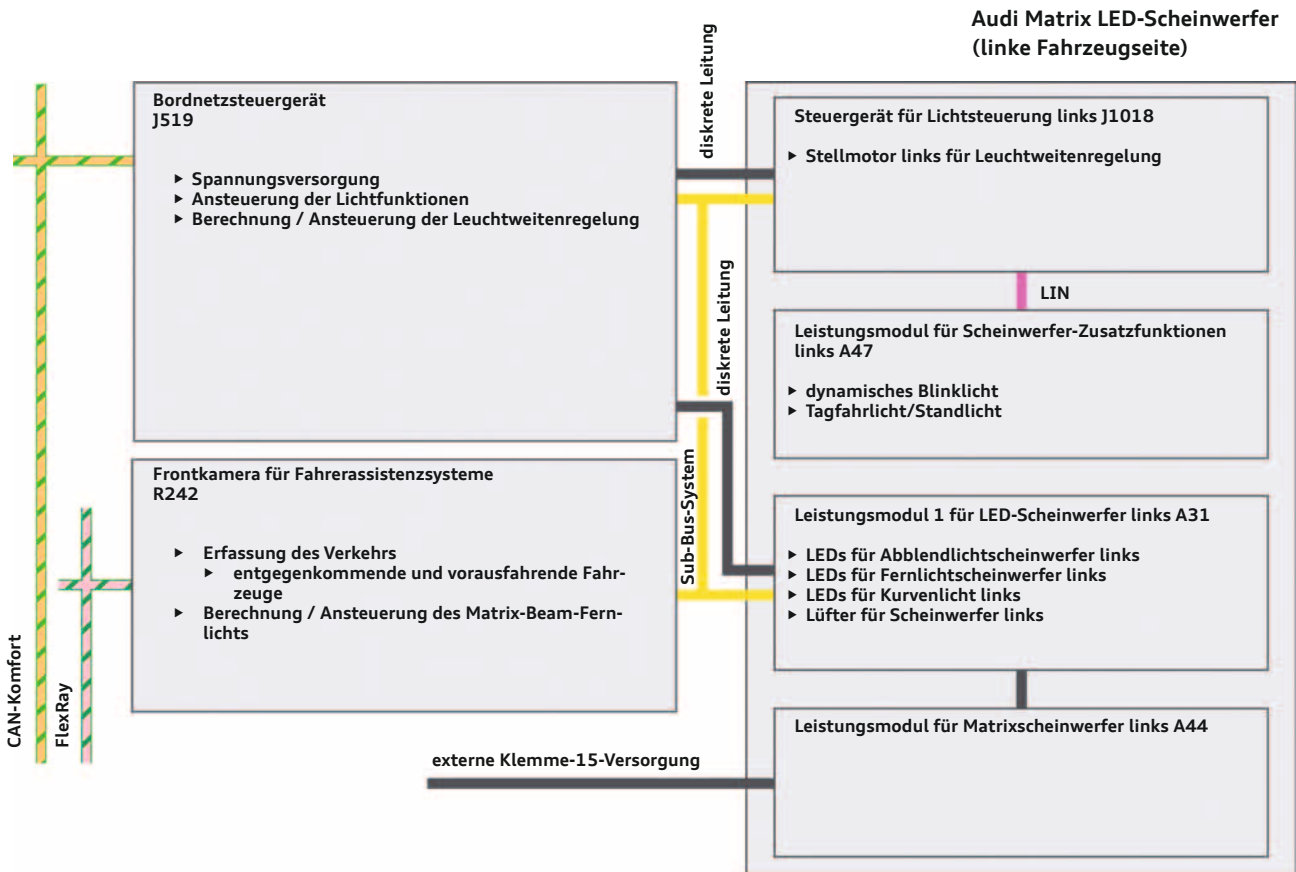 Audi Matrix LED-Scheinwerfer
(linke Fahrzeugseite)
Bordnetzsteuergerät
J519
▸ Spannungsversorgung
▸ Ansteuerung der Lichtfunktionen
▸ Berechnung / Ansteuerung der Leuchtweitenregelung
diskrete Leitung
Steuergerät für Lichtsteuerung links J1018
▸ Stellmotor links für Leuchtweitenregelung
LIN
diskrete Leitung
Leistungsmodul für Scheinwerfer-Zusatzfunktionen
links A47
▸ dynamisches Blinklicht
▸ Tagfahrlicht/Standlicht
Frontkamera für Fahrerassistenzsysteme
R242
▸ Erfassung des Verkehrs
▸ entgegenkommende und vorausfahrende Fahr-
zeuge
▸ Berechnung / Ansteuerung des Matrix-Beam-Fern-
lichts
Sub-Bus-System
Leistungsmodul 1 für LED-Scheinwerfer links A31
▸ LEDs für Abblendlichtscheinwerfer links
▸ LEDs für Fernlichtscheinwerfer links
▸ LEDs für Kurvenlicht links
▸ Lüfter für Scheinwerfer links
CAN-Komfort
FlexRay
Leistungsmodul für Matrixscheinwerfer links A44
externe Klemme-15-Versorgung